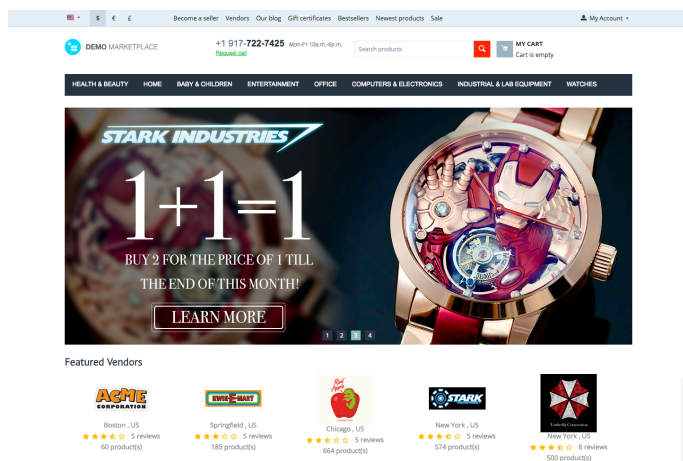 $ € £ Become a seller Vendors Our blog Gift certificates Bestsellers Newest products Sale My Account
DEMO MARKETPLACE
+1 917-722-7425 Mon-Fr 10a.m.-6p.m.
Request call
Search products
MY CART
Cart is empty
HEALTH & BEAUTY HOME BABY & CHILDREN ENTERTAINMENT OFFICE COMPUTERS & ELECTRONICS INDUSTRIAL & LAB EQUIPMENT WATCHES
STARK INDUSTRIES
1+1=1
BUY 2 FOR THE PRICE OF 1 TILL
THE END OF THIS MONTH!
LEARN MORE
1 2 3 4
Featured Vendors
ACME
CORPORATION
Boston , US
5 reviews
60 product(s)
KWIK-E-MART
Springfield , US
5 reviews
185 product(s)
Red
Apple
Chicago , US
5 reviews
664 product(s)
STARK
New York , US
5 reviews
574 product(s)
Umbrella Corporation
New York , US
6 reviews
500 product(s)